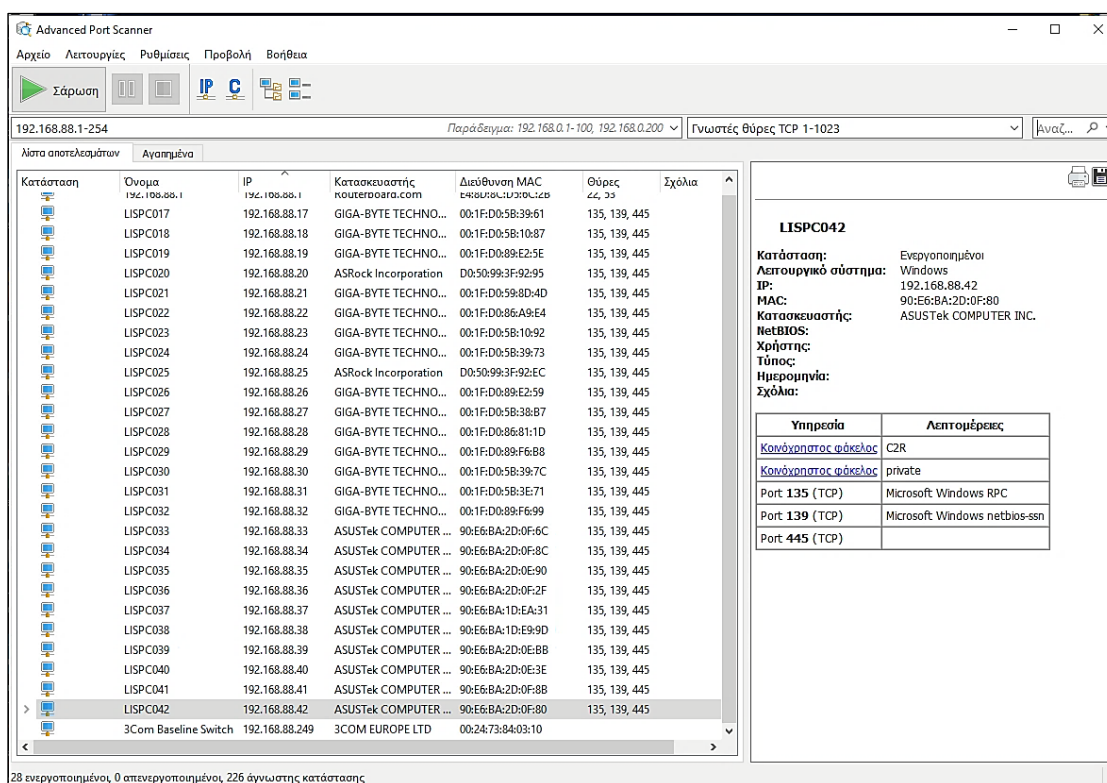 Advanced Port Scanner
Αρχείο Λειτουργίες Ρυθμίσεις Προβολή Βοήθεια
Σάρωση IP C
192.168.88.1-254 Παράδειγμα: 192.168.0.1-100, 192.168.0.200 Γνωστές θύρες TCP 1-1023 Αναζ...
λίστα αποτελεσμάτων Αγαπημένα
Κατάσταση Όνομα IP Κατασκευαστής Διεύθυνση MAC Θύρες Σχόλια
192.168.88.1 192.168.88.1 Routerboard.com E4:8D:8C:D5:6C:2B 22, 53
LISPC017 192.168.88.17 GIGA-BYTE TECHNO... 00:1F:D0:5B:39:61 135, 139, 445
LISPC018 192.168.88.18 GIGA-BYTE TECHNO... 00:1F:D0:5B:10:87 135, 139, 445
LISPC019 192.168.88.19 GIGA-BYTE TECHNO... 00:1F:D0:89:E2:5E 135, 139, 445
LISPC020 192.168.88.20 ASRock Incorporation D0:50:99:3F:92:95 135, 139, 445
LISPC021 192.168.88.21 GIGA-BYTE TECHNO... 00:1F:D0:59:8D:4D 135, 139, 445
LISPC022 192.168.88.22 GIGA-BYTE TECHNO... 00:1F:D0:86:A9:E4 135, 139, 445
LISPC023 192.168.88.23 GIGA-BYTE TECHNO... 00:1F:D0:5B:10:92 135, 139, 445
LISPC024 192.168.88.24 GIGA-BYTE TECHNO... 00:1F:D0:5B:39:73 135, 139, 445
LISPC025 192.168.88.25 ASRock Incorporation D0:50:99:3F:92:EC 135, 139, 445
LISPC026 192.168.88.26 GIGA-BYTE TECHNO... 00:1F:D0:89:E2:59 135, 139, 445
LISPC027 192.168.88.27 GIGA-BYTE TECHNO... 00:1F:D0:5B:38:B7 135, 139, 445
LISPC028 192.168.88.28 GIGA-BYTE TECHNO... 00:1F:D0:86:81:1D 135, 139, 445
LISPC029 192.168.88.29 GIGA-BYTE TECHNO... 00:1F:D0:89:F6:B8 135, 139, 445
LISPC030 192.168.88.30 GIGA-BYTE TECHNO... 00:1F:D0:5B:39:7C 135, 139, 445
LISPC031 192.168.88.31 GIGA-BYTE TECHNO... 00:1F:D0:5B:3E:71 135, 139, 445
LISPC032 192.168.88.32 GIGA-BYTE TECHNO... 00:1F:D0:89:F6:99 135, 139, 445
LISPC033 192.168.88.33 ASUSTek COMPUTER ... 90:E6:BA:2D:0F:6C 135, 139, 445
LISPC034 192.168.88.34 ASUSTek COMPUTER ... 90:E6:BA:2D:0F:8C 135, 139, 445
LISPC035 192.168.88.35 ASUSTek COMPUTER ... 90:E6:BA:2D:0E:90 135, 139, 445
LISPC036 192.168.88.36 ASUSTek COMPUTER ... 90:E6:BA:2D:0F:2F 135, 139, 445
LISPC037 192.168.88.37 ASUSTek COMPUTER ... 90:E6:BA:1D:EA:31 135, 139, 445
LISPC038 192.168.88.38 ASUSTek COMPUTER ... 90:E6:BA:1D:E9:9D 135, 139, 445
LISPC039 192.168.88.39 ASUSTek COMPUTER ... 90:E6:BA:2D:0E:BB 135, 139, 445
LISPC040 192.168.88.40 ASUSTek COMPUTER ... 90:E6:BA:2D:0E:3E 135, 139, 445
LISPC041 192.168.88.41 ASUSTek COMPUTER ... 90:E6:BA:2D:0F:8B 135, 139, 445
LISPC042 192.168.88.42 ASUSTek COMPUTER ... 90:E6:BA:2D:0F:80 135, 139, 445
3Com Baseline Switch 192.168.88.249 3COM EUROPE LTD 00:24:73:84:03:10
LISPC042
Κατάσταση: Ενεργοποιημένοι
Λειτουργικό σύστημα: Windows
IP: 192.168.88.42
MAC: 90:E6:BA:2D:0F:80
Κατασκευαστής: ASUSTek COMPUTER INC.
NetBIOS:
Χρήστης:
Τύπος:
Ημερομηνία:
Σχόλια:
Υπηρεσία Λεπτομέρειες
Κοινόχρηστος φάκελος C2R
Κοινόχρηστος φάκελος private
Port 135 (TCP) Microsoft Windows RPC
Port 139 (TCP) Microsoft Windows netbios-ssn
Port 445 (TCP)
28 ενεργοποιημένοι, 0 απενεργοποιημένοι, 226 άγνωστης κατάστασης